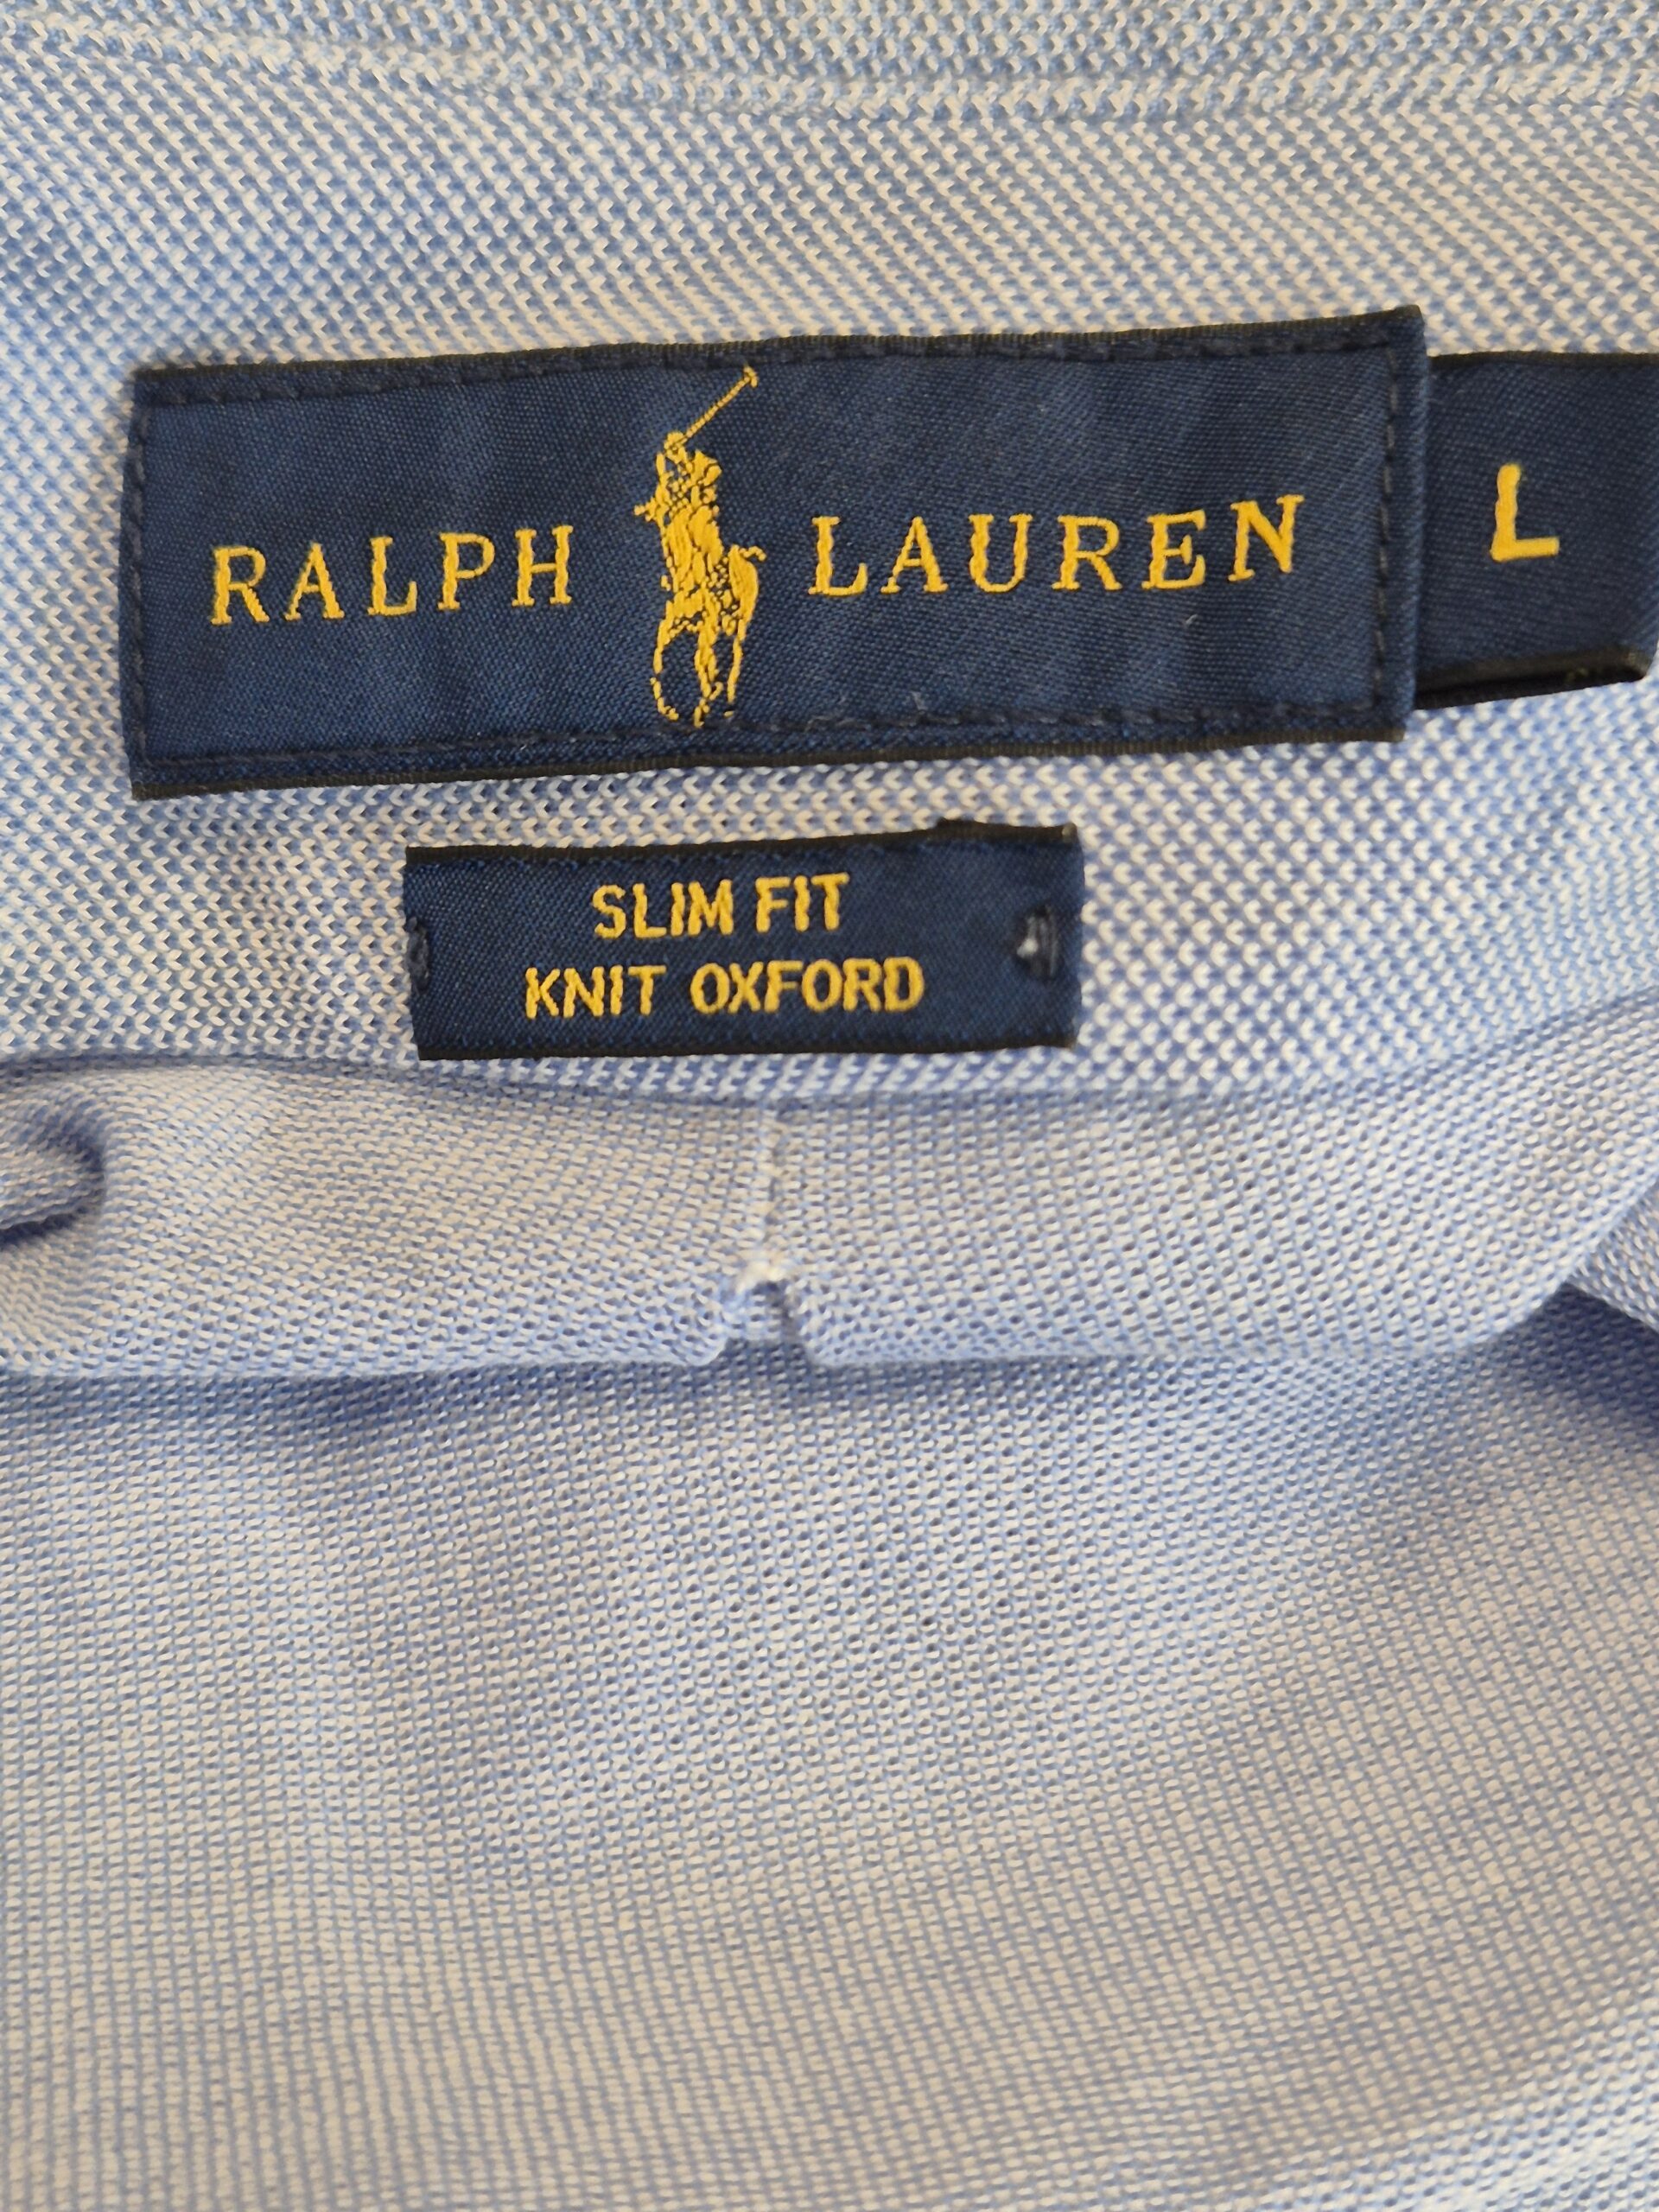 RALPH LAUREN L
SLIM FIT
KNIT OXFORD